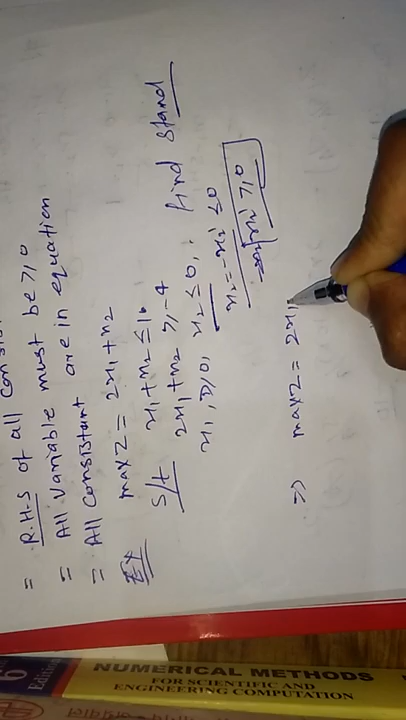 = R.H.S of all
= All Variable must be ≥ 0
= All Consistant are in equation
Ex max Z = 2x₁ + x₂
S/t x₁ + x₂ ≤ 10
2x₁ + x₂ ≥ -4
x₁ ≥ 0, x₂ ≤ 0, find stand
x₂ = -x₂' ≤ 0
x₂' ≥ 0
⇒ max Z = 2x₁
6 Edition
NUMERICAL METHODS
FOR SCIENTIFIC AND
ENGINEERING COMPUTATION